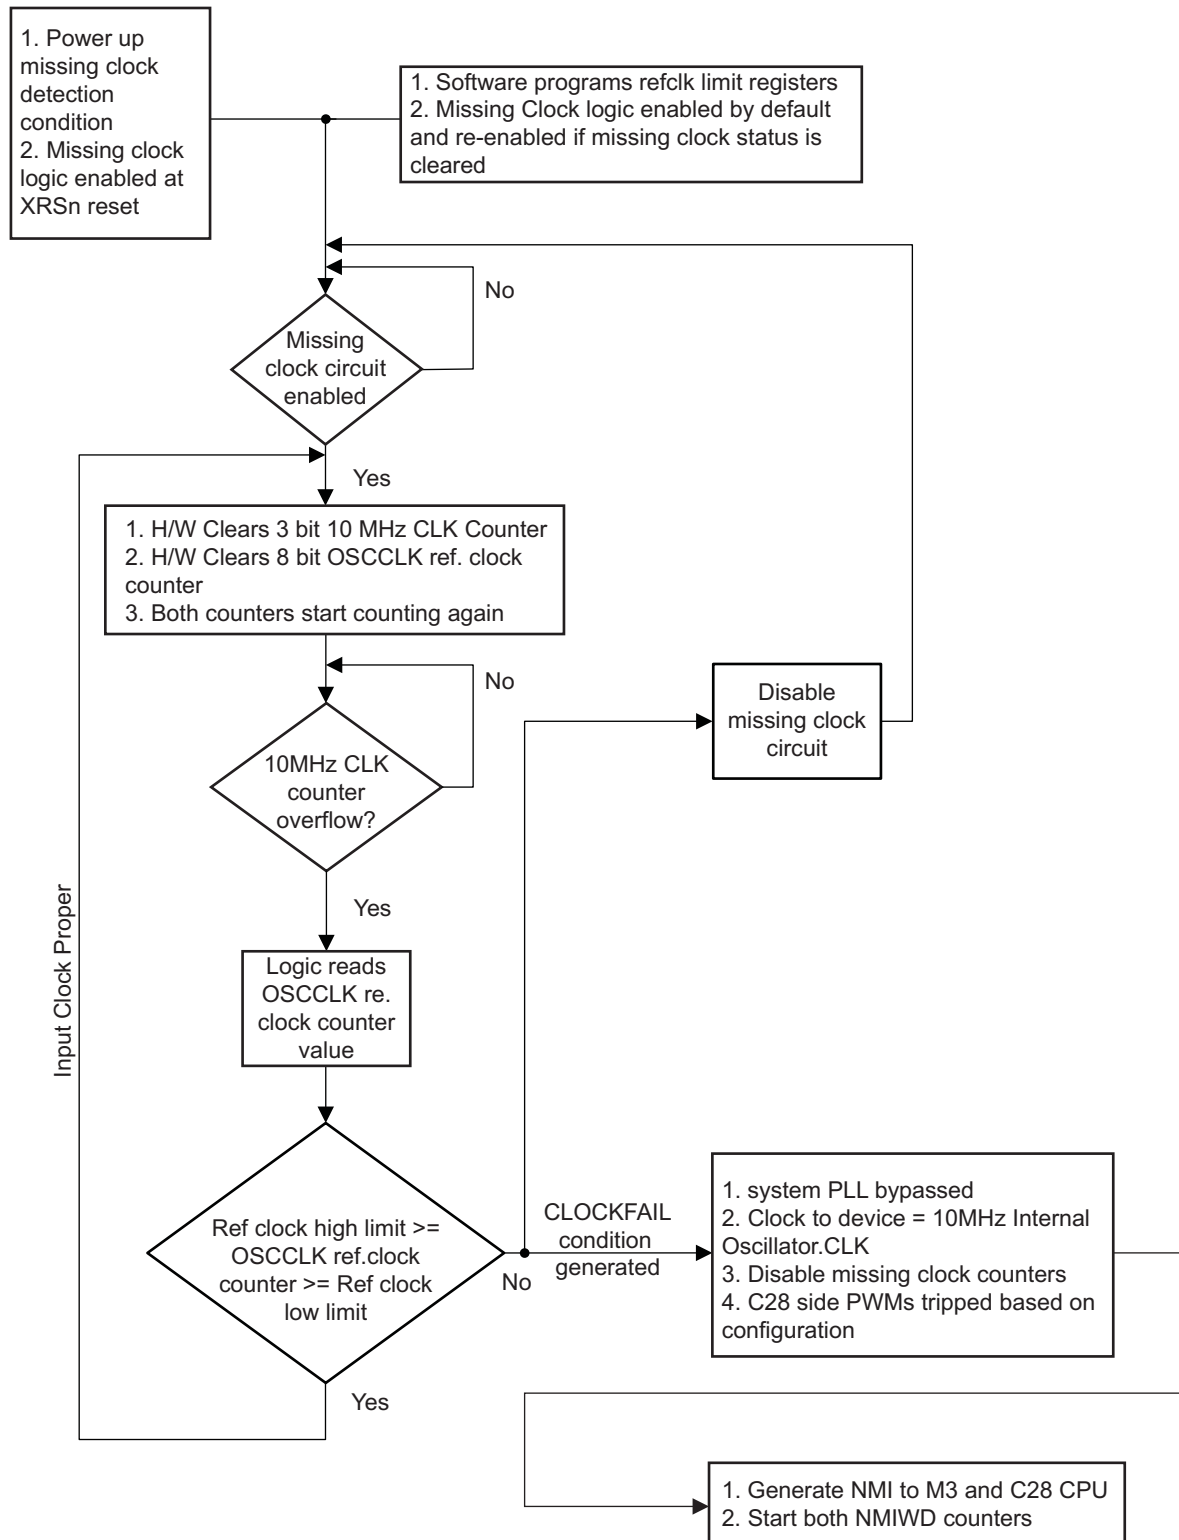 1. Power up
missing clock
detection
condition
2. Missing clock
logic enabled at
XRSn reset
1. Software programs refclk limit registers
2. Missing Clock logic enabled by default
and re-enabled if missing clock status is
cleared
No
Missing
clock circuit
enabled
Yes
1. H/W Clears 3 bit 10 MHz CLK Counter
2. H/W Clears 8 bit OSCCLK ref. clock
counter
3. Both counters start counting again
No
Disable
missing clock
circuit
10MHz CLK
counter
overflow?
Yes
Input Clock Proper
Logic reads
OSCCLK re.
clock counter
value
Ref clock high limit >=
OSCCLK ref.clock
counter >= Ref clock
low limit
No
CLOCKFAIL
condition
generated
1. system PLL bypassed
2. Clock to device = 10MHz Internal
Oscillator.CLK
3. Disable missing clock counters
4. C28 side PWMs tripped based on
configuration
Yes
1. Generate NMI to M3 and C28 CPU
2. Start both NMIWD counters